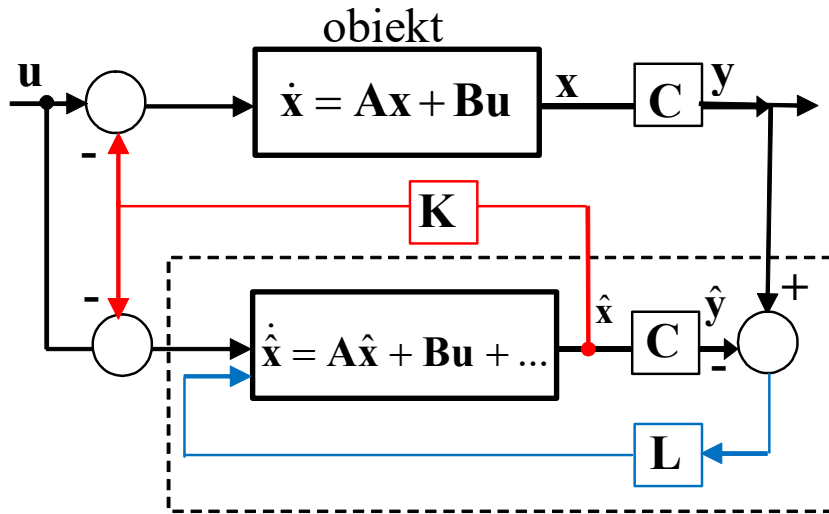 obiekt
u
ẋ = Ax + Bu
x
C
y
-
K
-
+
x̂̇ = Ax̂ + Bu + ...
x̂
C
ŷ
-
L